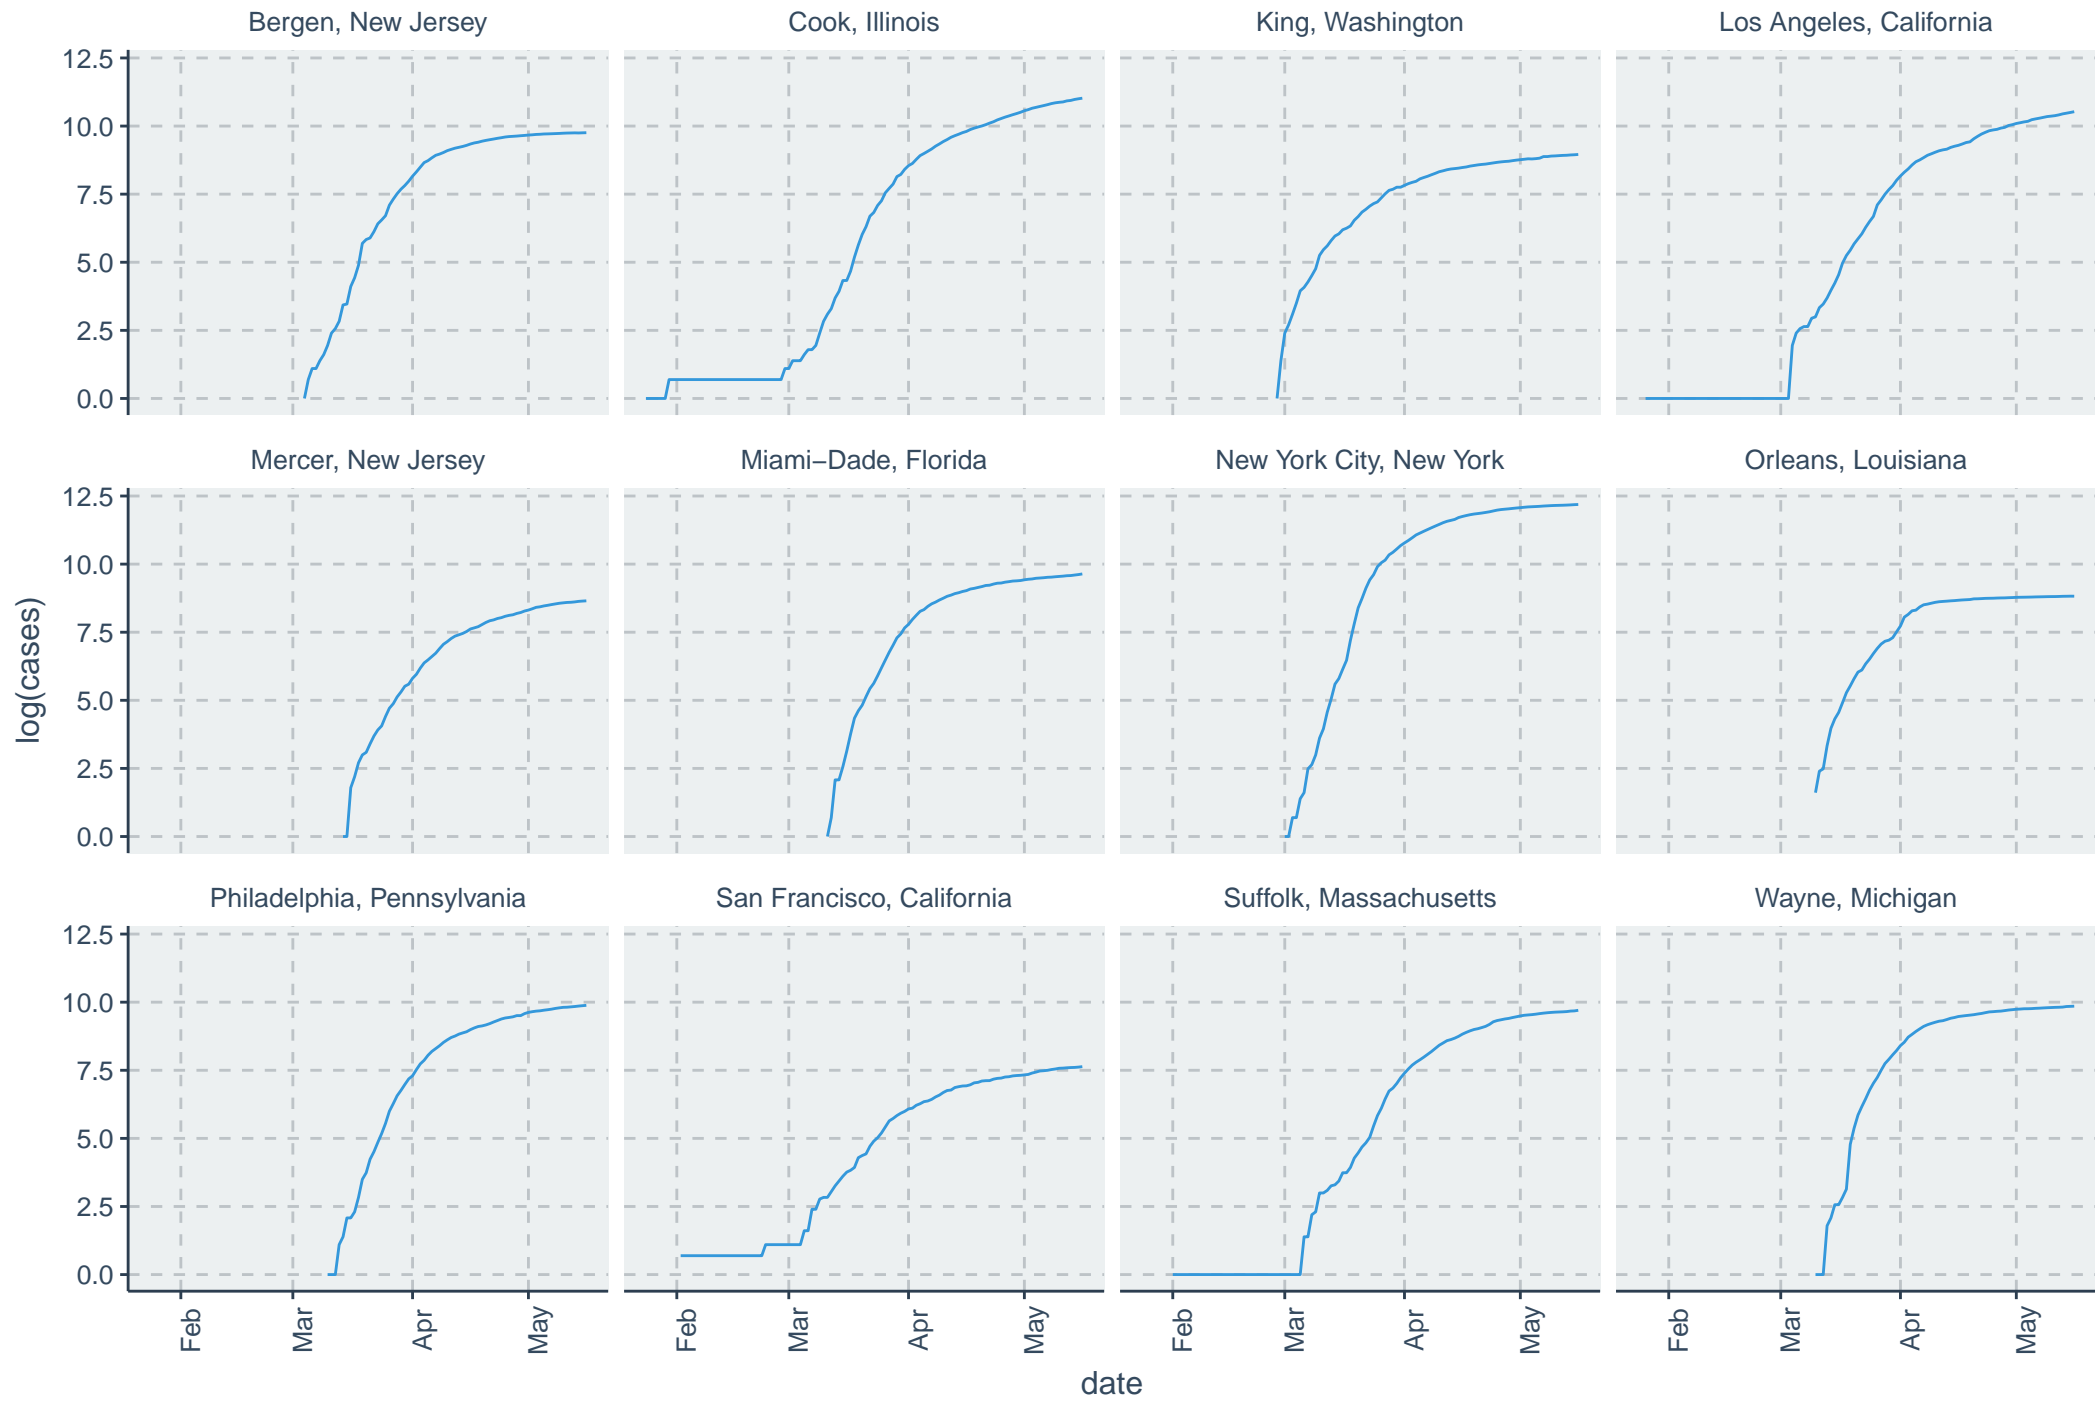 Bergen, New Jersey
Cook, Illinois
King, Washington
Los Angeles, California
12.5
10.0
7.5
5.0
2.5
0.0
Mercer, New Jersey
Miami−Dade, Florida
New York City, New York
Orleans, Louisiana
12.5
10.0
7.5
5.0
2.5
0.0
log(cases)
Philadelphia, Pennsylvania
San Francisco, California
Suffolk, Massachusetts
Wayne, Michigan
12.5
10.0
7.5
5.0
2.5
0.0
Feb
Mar
Apr
May
Feb
Mar
Apr
May
Feb
Mar
Apr
May
Feb
Mar
Apr
May
date